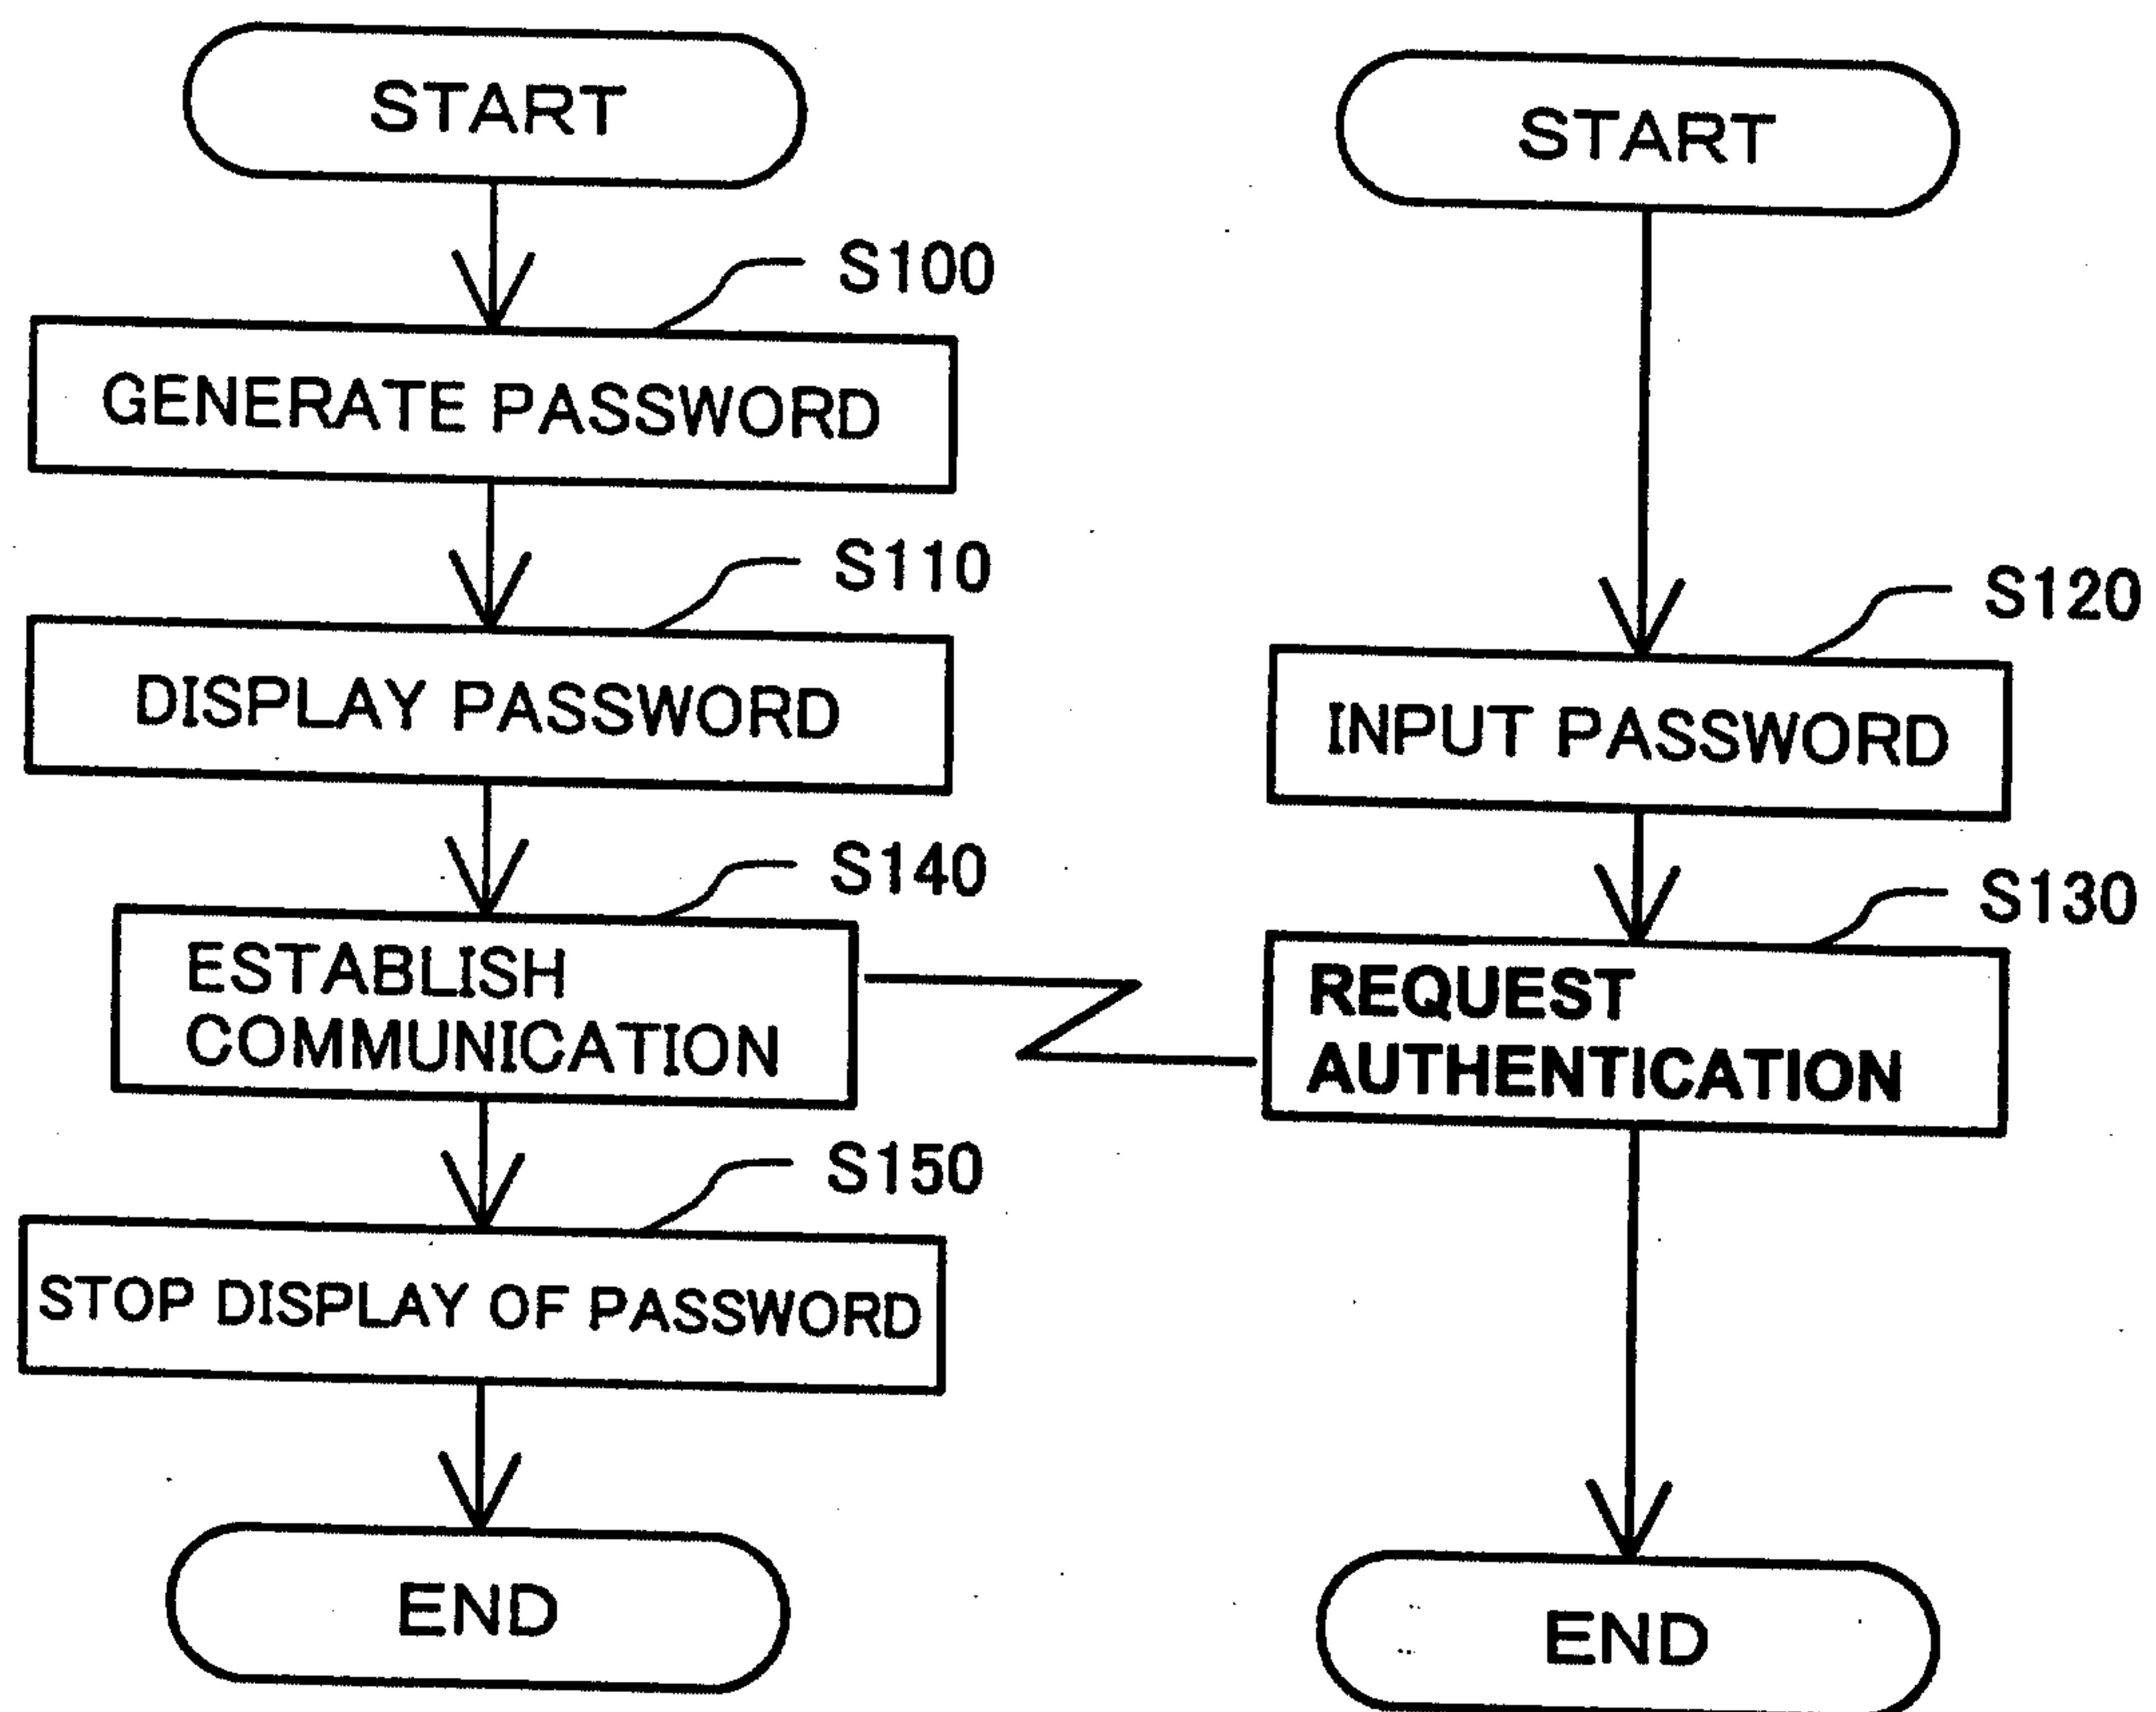 START
S100
GENERATE PASSWORD
S110
DISPLAY PASSWORD
S140
ESTABLISH
COMMUNICATION
S150
STOP DISPLAY OF PASSWORD
END
START
S120
INPUT PASSWORD
S130
REQUEST
AUTHENTICATION
END